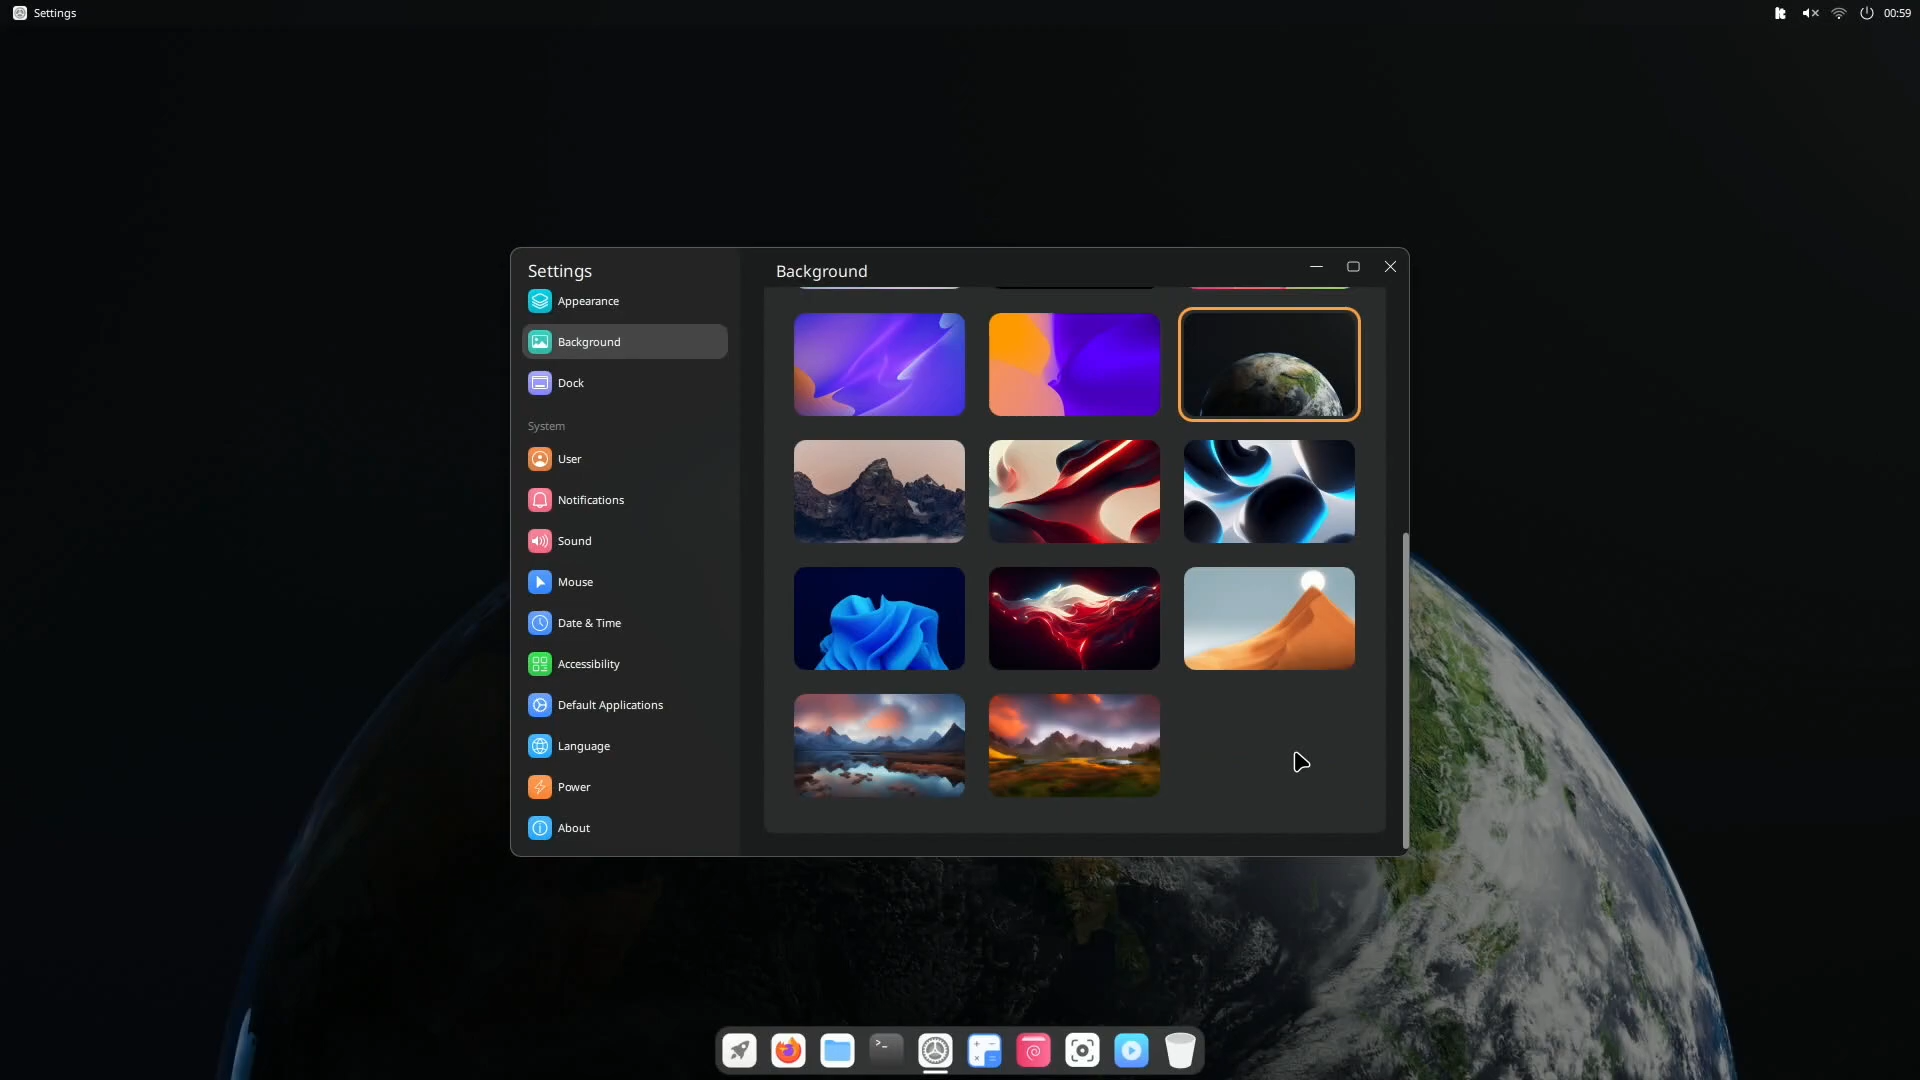 Settings
00:59
Settings
Background
Appearance
Background
Dock
System
User
Notifications
Sound
Mouse
Date & Time
Accessibility
Default Applications
Language
Power
About